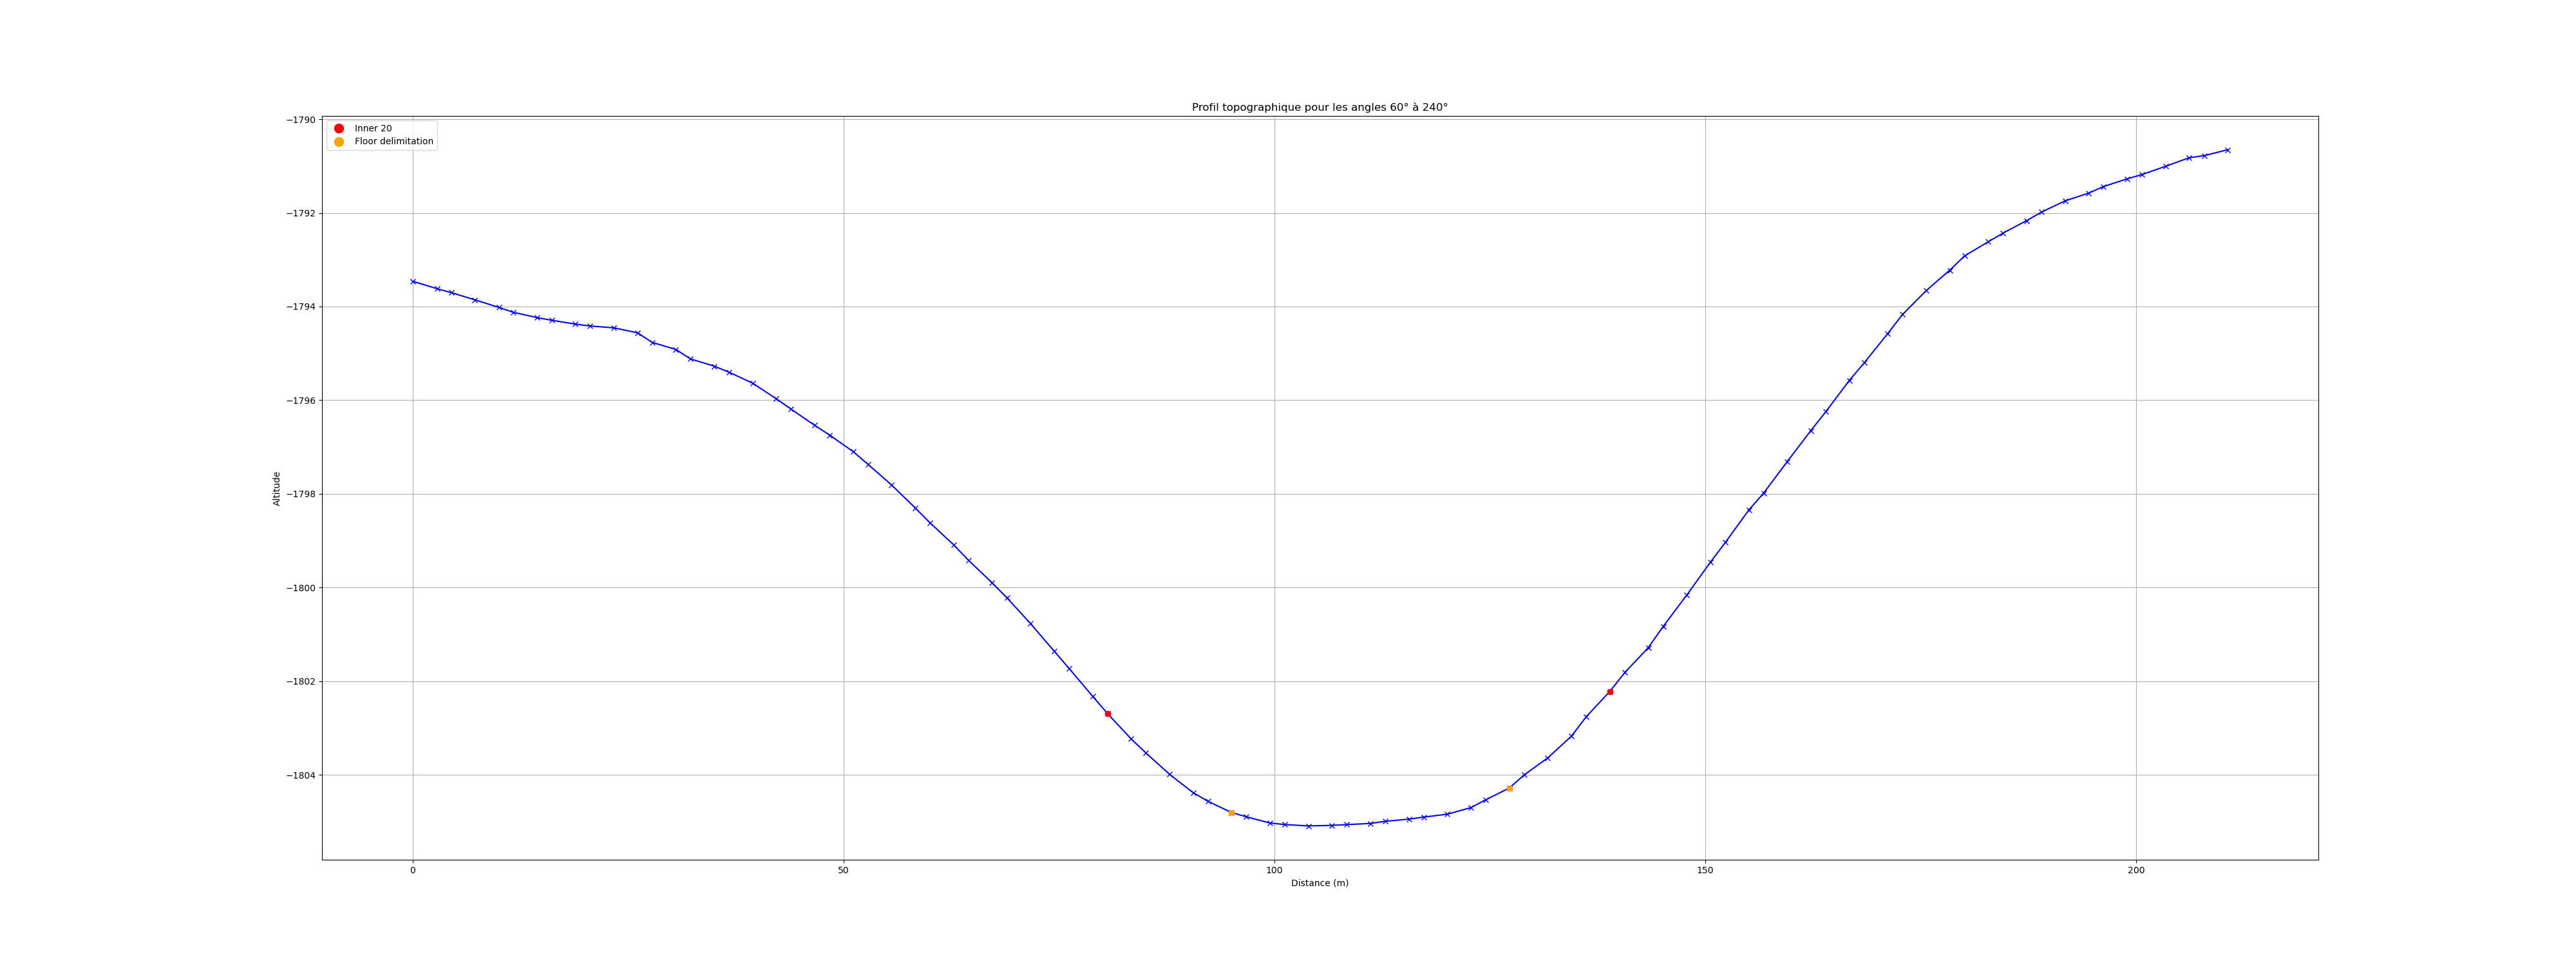 Profil topographique pour les angles 60° à 240°
Inner 20
Floor delimitation
−1790
−1792
−1794
−1796
−1798
−1800
−1802
−1804
Altitude
0
50
100
150
200
Distance (m)